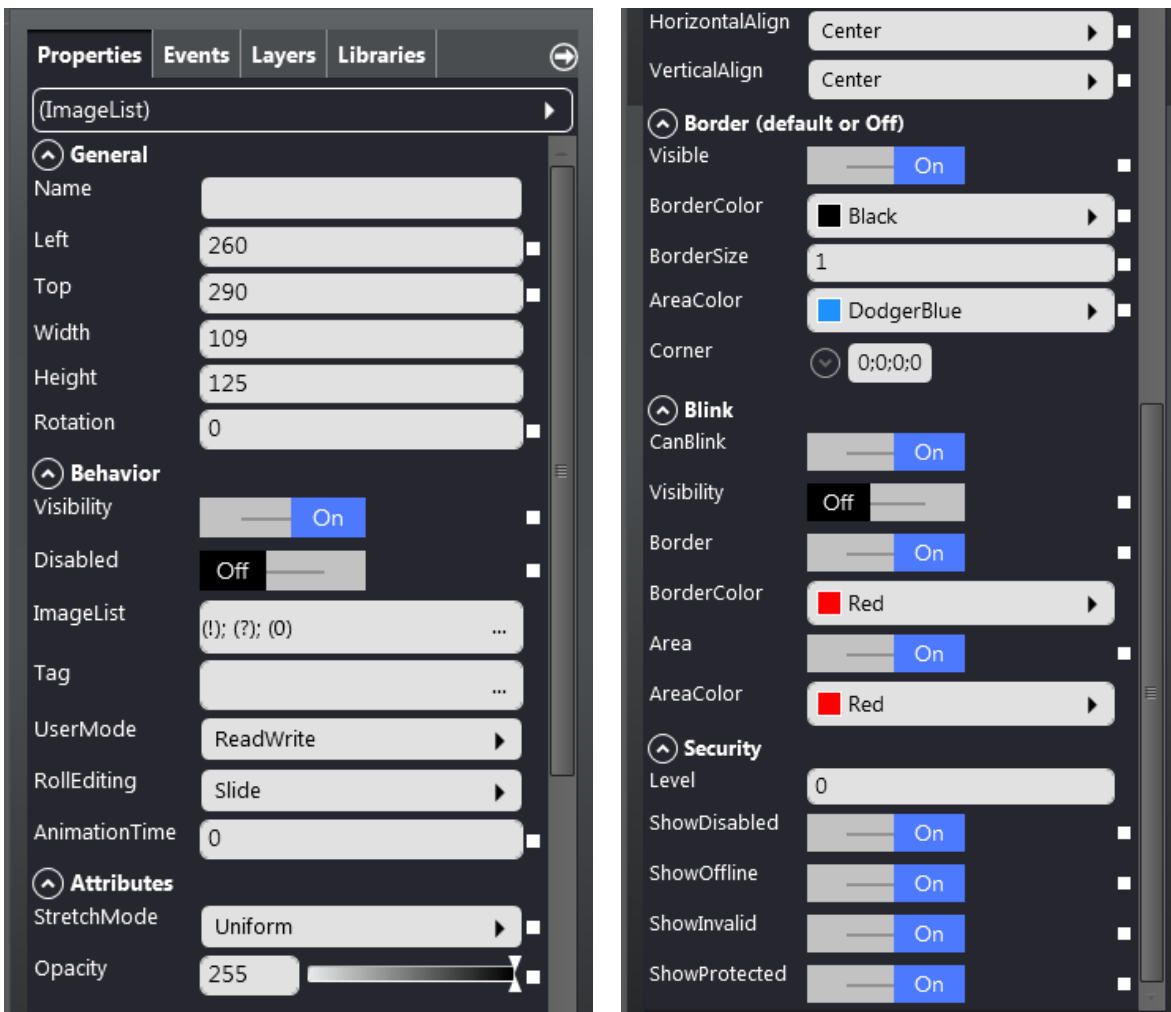 Properties Events Layers Libraries
(ImageList)
General
Name
Left 260
Top 290
Width 109
Height 125
Rotation 0
Behavior
Visibility On
Disabled Off
ImageList (!); (?); (0) ...
Tag ...
UserMode ReadWrite
RollEditing Slide
AnimationTime 0
Attributes
StretchMode Uniform
Opacity 255
HorizontalAlign Center
VerticalAlign Center
Border (default or Off)
Visible On
BorderColor Black
BorderSize 1
AreaColor DodgerBlue
Corner 0;0;0;0
Blink
CanBlink On
Visibility Off
Border On
BorderColor Red
Area On
AreaColor Red
Security
Level 0
ShowDisabled On
ShowOffline On
ShowInvalid On
ShowProtected On